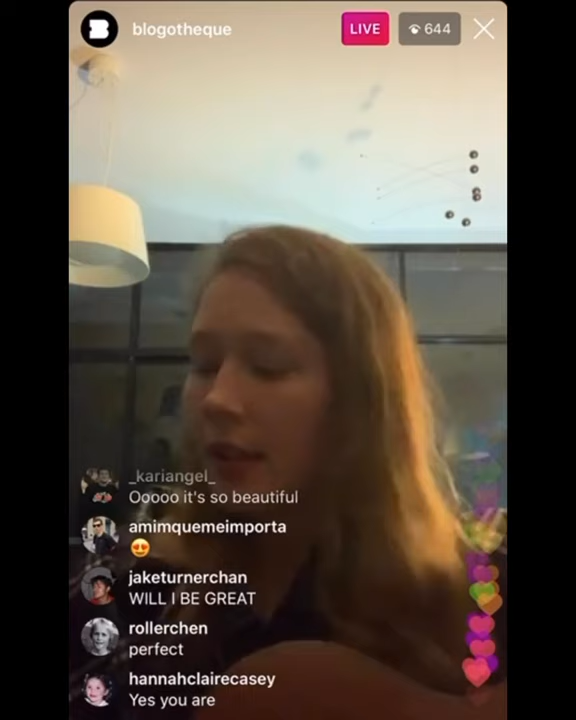 blogotheque
LIVE
644
_kariangel_
Ooooo it's so beautiful
amimquemeimporta
😍
jaketurnerchan
WILL I BE GREAT
rollerchen
perfect
hannahclairecasey
Yes you are